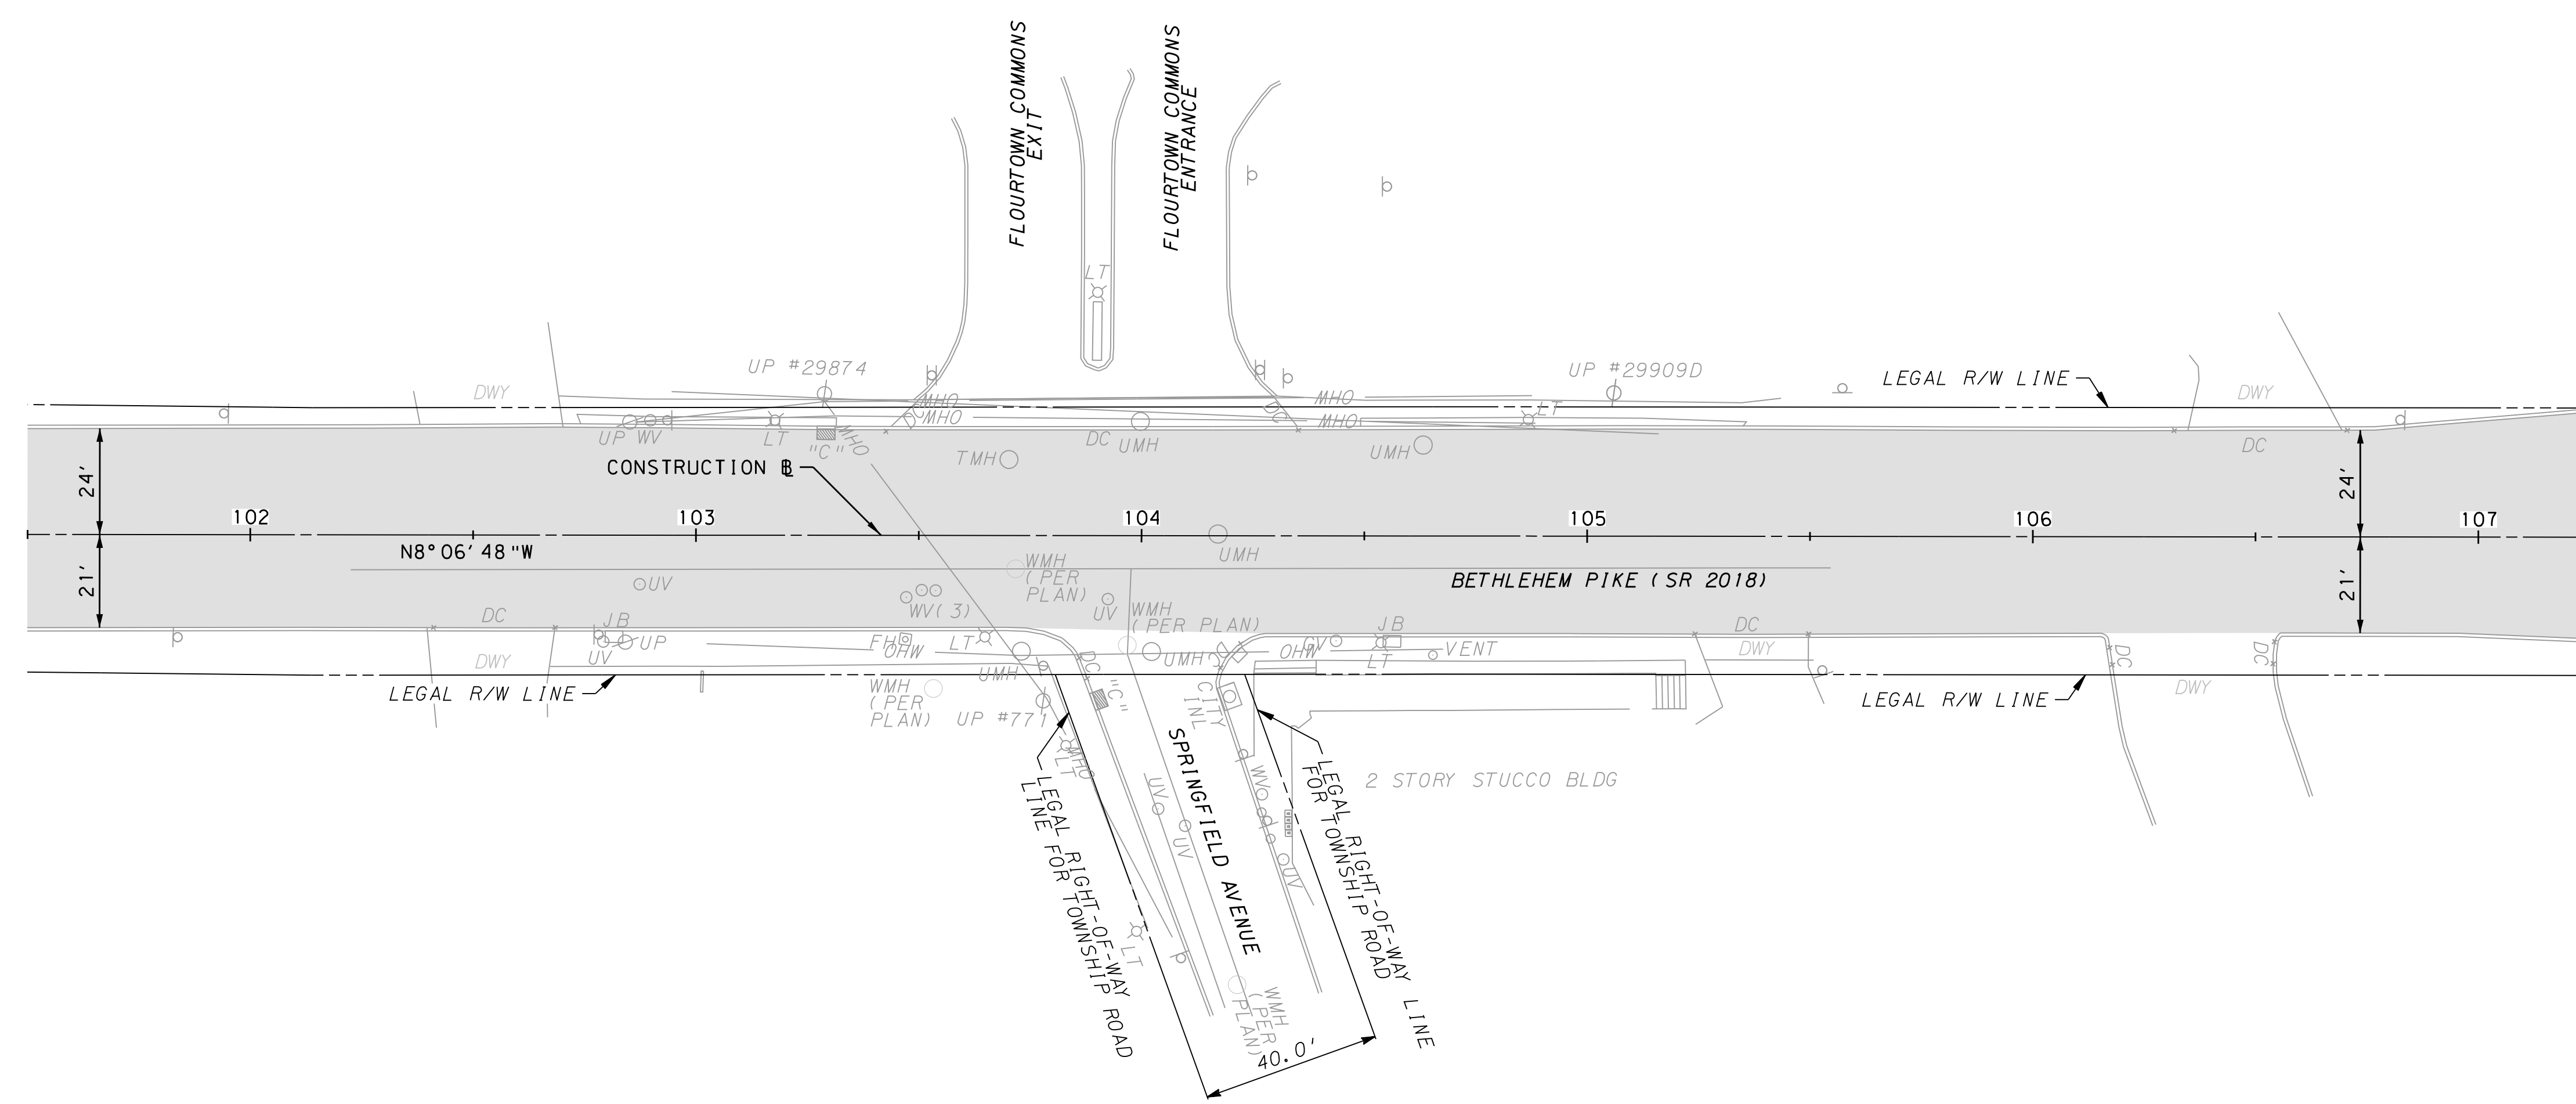 FLOURTOWN COMMONS
EXIT
FLOURTOWN COMMONS
ENTRANCE
LT
UP #29874
UP #29909D
LEGAL R/W LINE
DWY
DWY
MHO
MHO
MHO
MHO
DC
DC
LT
UP WV
LT
"C"
MHO
DC
UMH
TMH
UMH
DC
CONSTRUCTION BL
24'
24'
102
103
104
105
106
107
N8°06'48"W
UMH
WMH
(PER
PLAN)
BETHLEHEM PIKE (SR 2018)
21'
21'
UV
WV(3)
UV
WMH
(PER PLAN)
DC
JB
UP
UV
FH
OHW
LT
UMH
DC
UMH
DC
OHW
GV
JB
LT
VENT
DC
DWY
DC
DC
DWY
DWY
LEGAL R/W LINE
WMH
(PER
PLAN)
UP #771
"C"
CITY
INL
LEGAL R/W LINE
LT
MHO
SPRINGFIELD AVENUE
UV
UV
WV
UV
2 STORY STUCCO BLDG
LEGAL RIGHT-OF-WAY
LINE FOR TOWNSHIP ROAD
LEGAL RIGHT-OF-WAY LINE
FOR TOWNSHIP ROAD
LT
WMH
(PER
PLAN)
40.0'